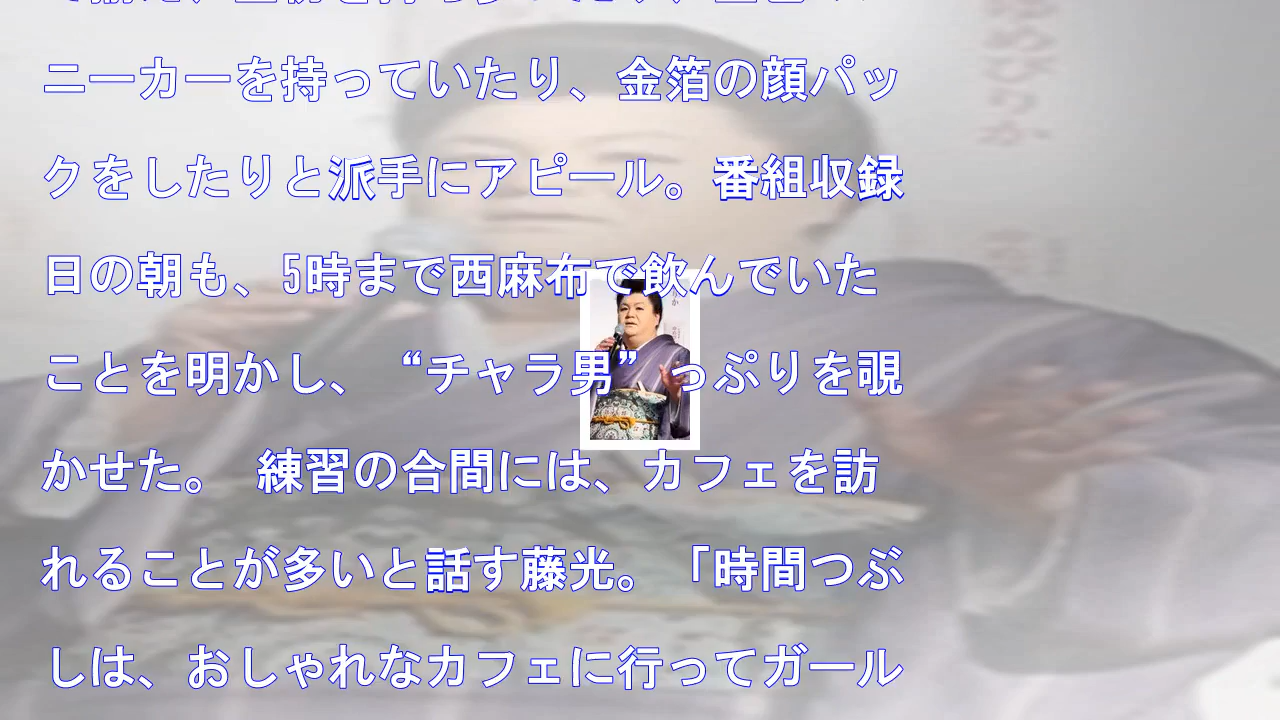 ニーカーを持っていたり、金箔の顔パッ
クをしたりと派手にアピール。番組収録
日の朝も、5時まで西麻布で飲んでいた
ことを明かし、“チャラ男”っぷりを覗
かせた。 練習の合間には、カフェを訪
れることが多いと話す藤光。「時間つぶ
しは、おしゃれなカフェに行ってガール